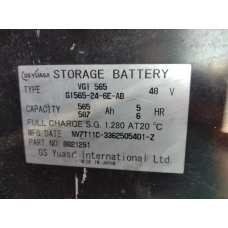 GS YUASA STORAGE BATTERY
TYPE VGI 565 48 V
GI565-24-6E-AB
CAPACITY 565 Ah 5 HR
587 6
FULL CHARGE S.G. 1.280 AT 20 °C
MFG. DATE NW7T11C-3362505401-Z
PART NO. 8821251
GS Yuasa International Ltd.
MADE IN JAPAN